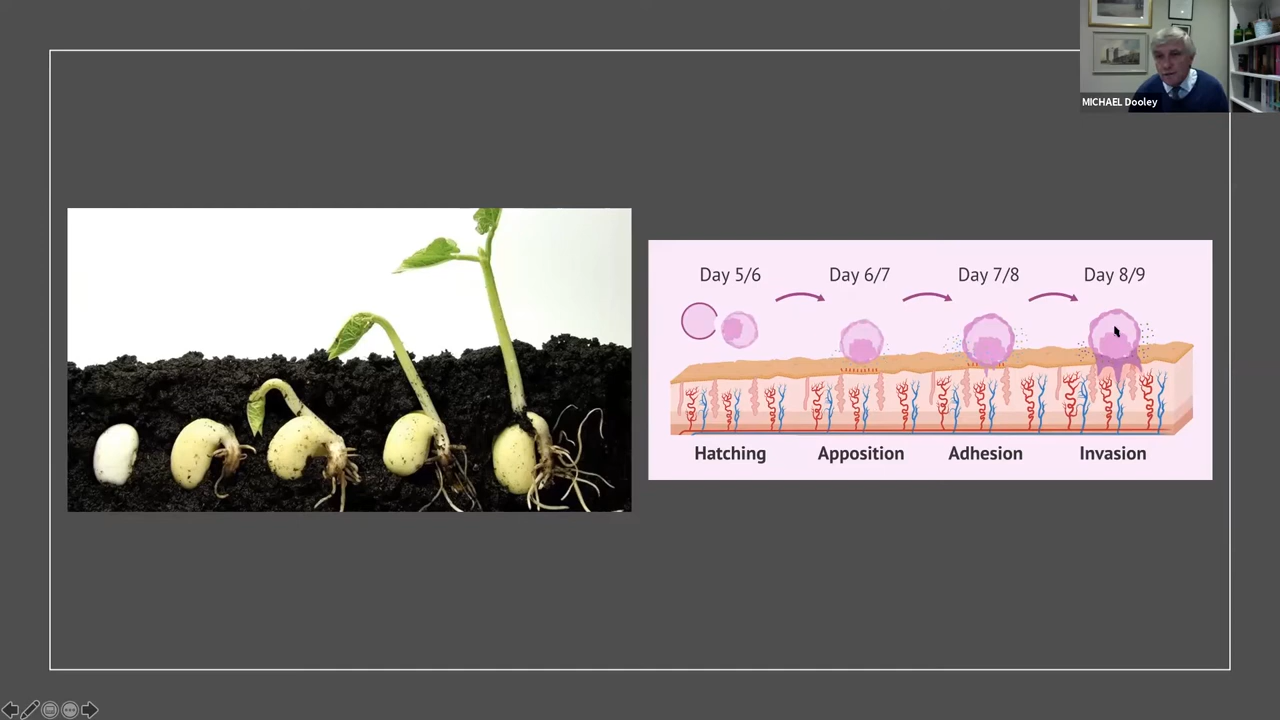 MICHAEL Dooley
Day 5/6
Day 6/7
Day 7/8
Day 8/9
Hatching
Apposition
Adhesion
Invasion